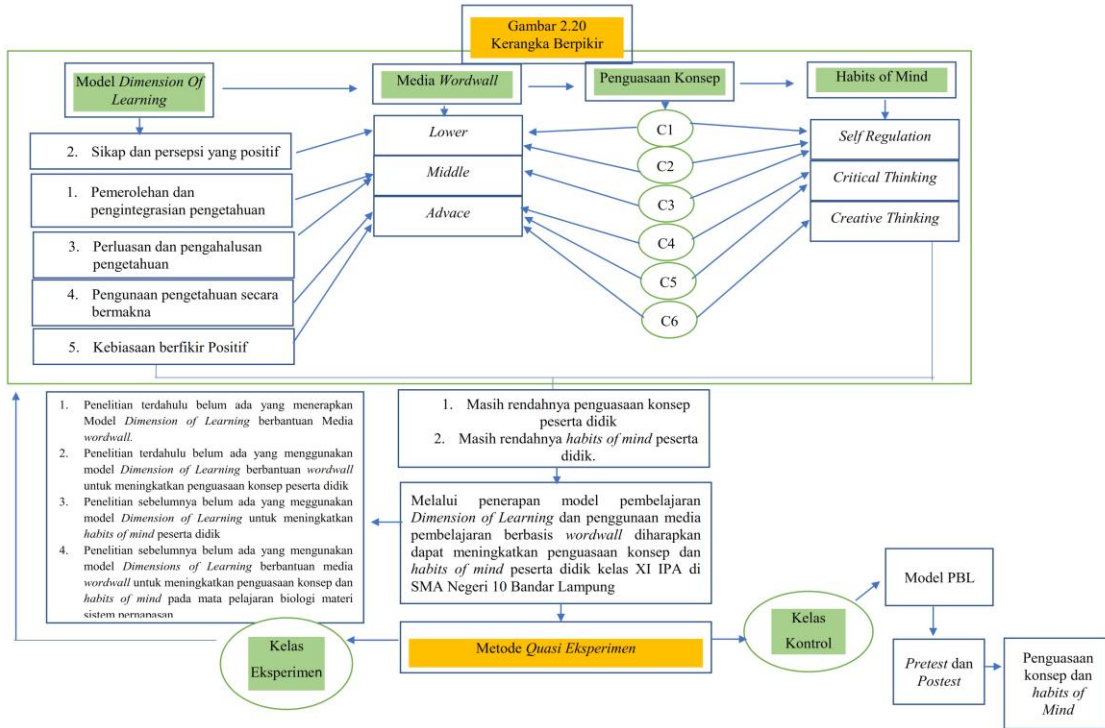 Gambar 2.20
Kerangka Berpikir
Model Dimension Of
Learning
Media Wordwall
Penguasaan Konsep
Habits of Mind
2. Sikap dan persepsi yang positif
1. Pemerolehan dan
pengintegrasian pengetahuan
3. Perluasan dan pengahalusan
pengetahuan
4. Pengunaan pengetahuan secara
bermakna
5. Kebiasaan berfikir Positif
Lower
Middle
Advace
C1
C2
C3
C4
C5
C6
Self Regulation
Critical Thinking
Creative Thinking
1. Penelitian terdahulu belum ada yang menerapkan
Model Dimension of Learning berbantuan Media
wordwall.
2. Penelitian terdahulu belum ada yang menggunakan
model Dimension of Learning berbantuan wordwall
untuk meningkatkan penguasaan konsep peserta didik
3. Penelitian sebelumnya belum ada yang meggunakan
model Dimension of Learning untuk meningkatkan
habits of mind peserta didik
4. Penelitian sebelumnya belum ada yang mengunakan
model Dimensions of Learning berbantuan media
wordwall untuk meningkatkan penguasaan konsep dan
habits of mind pada mata pelajaran biologi materi
sistem pernapasan
1. Masih rendahnya penguasaan konsep
peserta didik
2. Masih rendahnya habits of mind peserta
didik.
Melalui penerapan model pembelajaran
Dimension of Learning dan penggunaan media
pembelajaran berbasis wordwall diharapkan
dapat meningkatkan penguasaan konsep dan
habits of mind peserta didik kelas XI IPA di
SMA Negeri 10 Bandar Lampung
Metode Quasi Eksperimen
Kelas
Eksperimen
Kelas
Kontrol
Model PBL
Pretest dan
Postest
Penguasaan
konsep dan
habits of
Mind